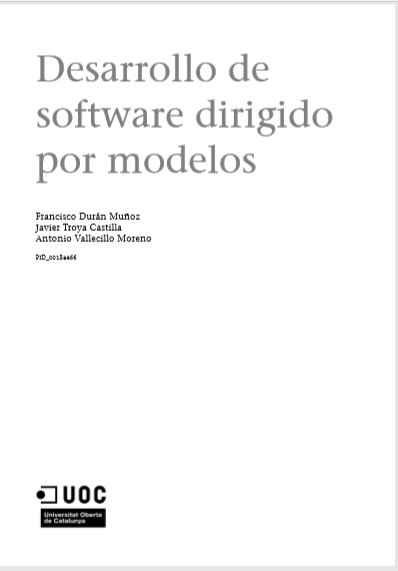 Desarrollo de
software dirigido
por modelos
Francisco Durán Muñoz
Javier Troya Castilla
Antonio Vallecillo Moreno
PID_00184466
UOC
Universitat Oberta
de Catalunya